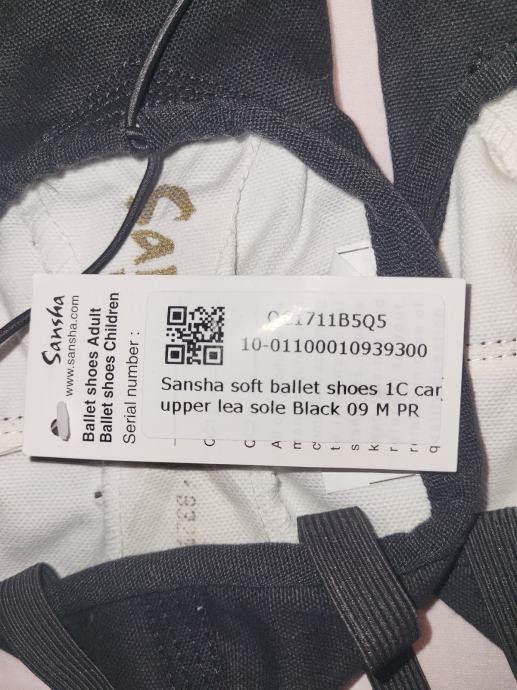 Sansha
www.sansha.com
Ballet shoes Adult
Ballet shoes Children
Serial number :
10-01100010939300
Sansha soft ballet shoes 1C car
upper lea sole Black 09 M PR